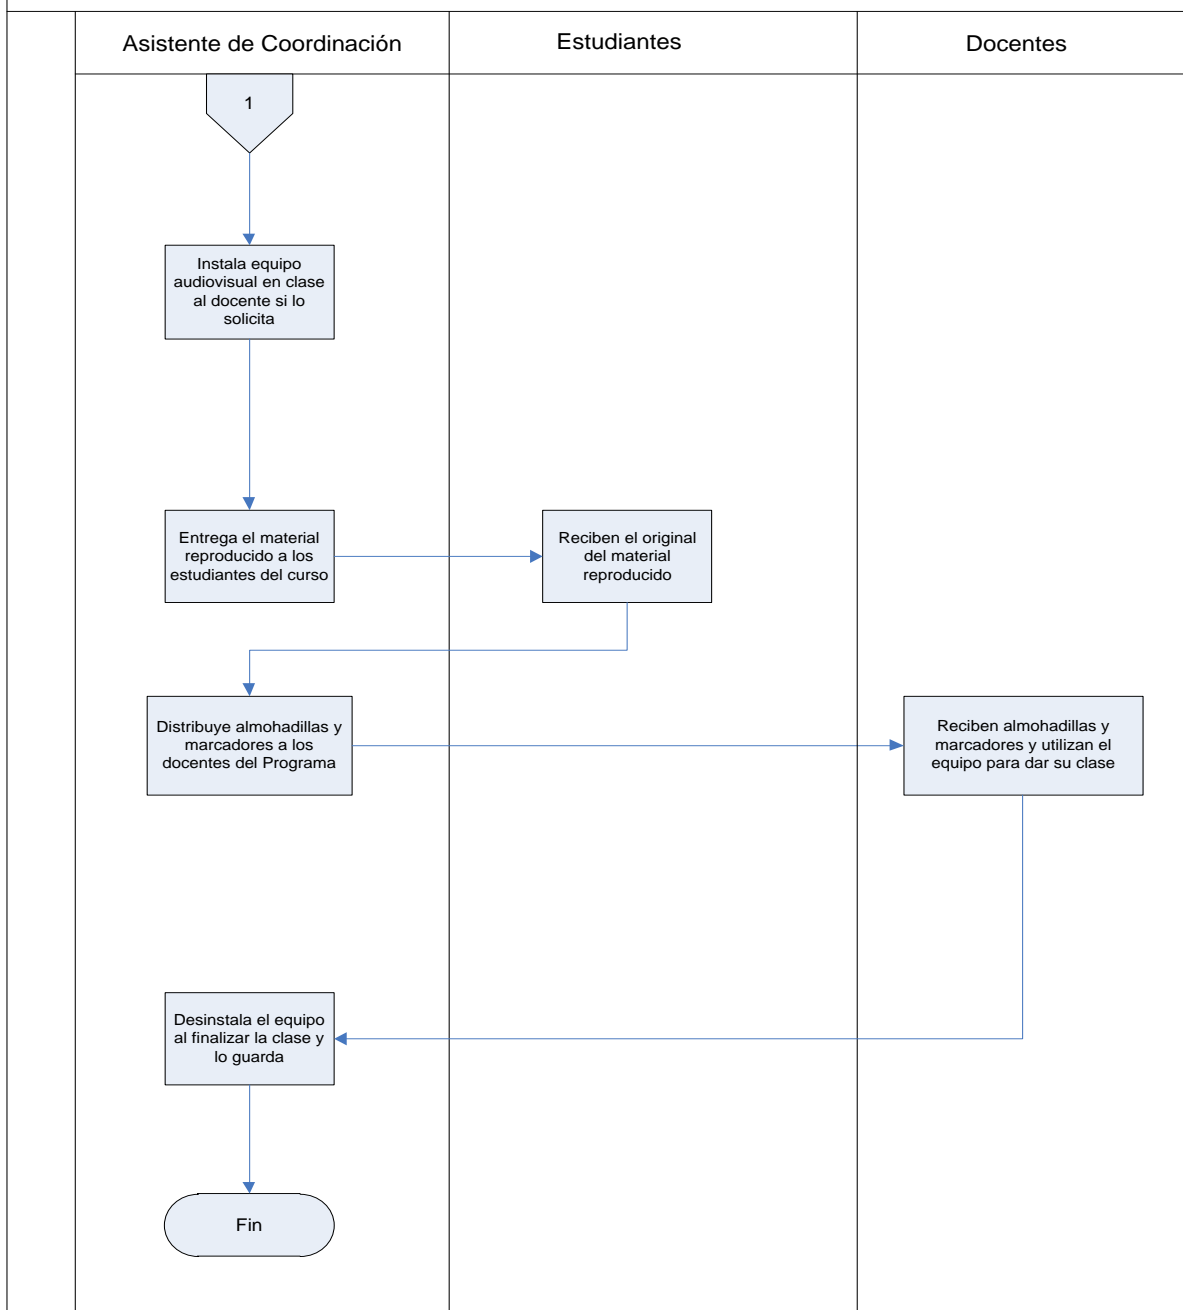 Asistente de Coordinación
Estudiantes
Docentes
1
Instala equipo
audiovisual en clase
al docente si lo
solicita
Entrega el material
reproducido a los
estudiantes del curso
Reciben el original
del material
reproducido
Distribuye almohadillas y
marcadores a los
docentes del Programa
Reciben almohadillas y
marcadores y utilizan el
equipo para dar su clase
Desinstala el equipo
al finalizar la clase y
lo guarda
Fin